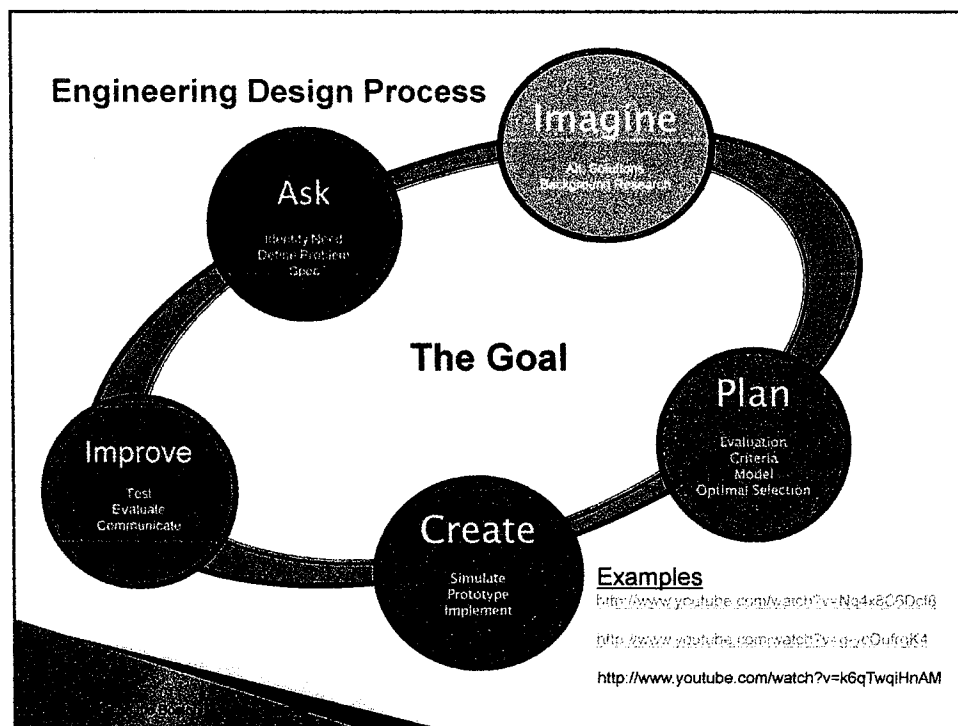 Engineering Design Process
Imagine
Alt. Solutions
Background Research
Ask
Identify Need
Define Problem
Spec
The Goal
Plan
Evaluation
Criteria
Model
Optimal Selection
Improve
Test
Evaluate
Communicate
Create
Simulate
Prototype
Implement
Examples
http://www.youtube.com/watch?v=k6qTwqiHnAM